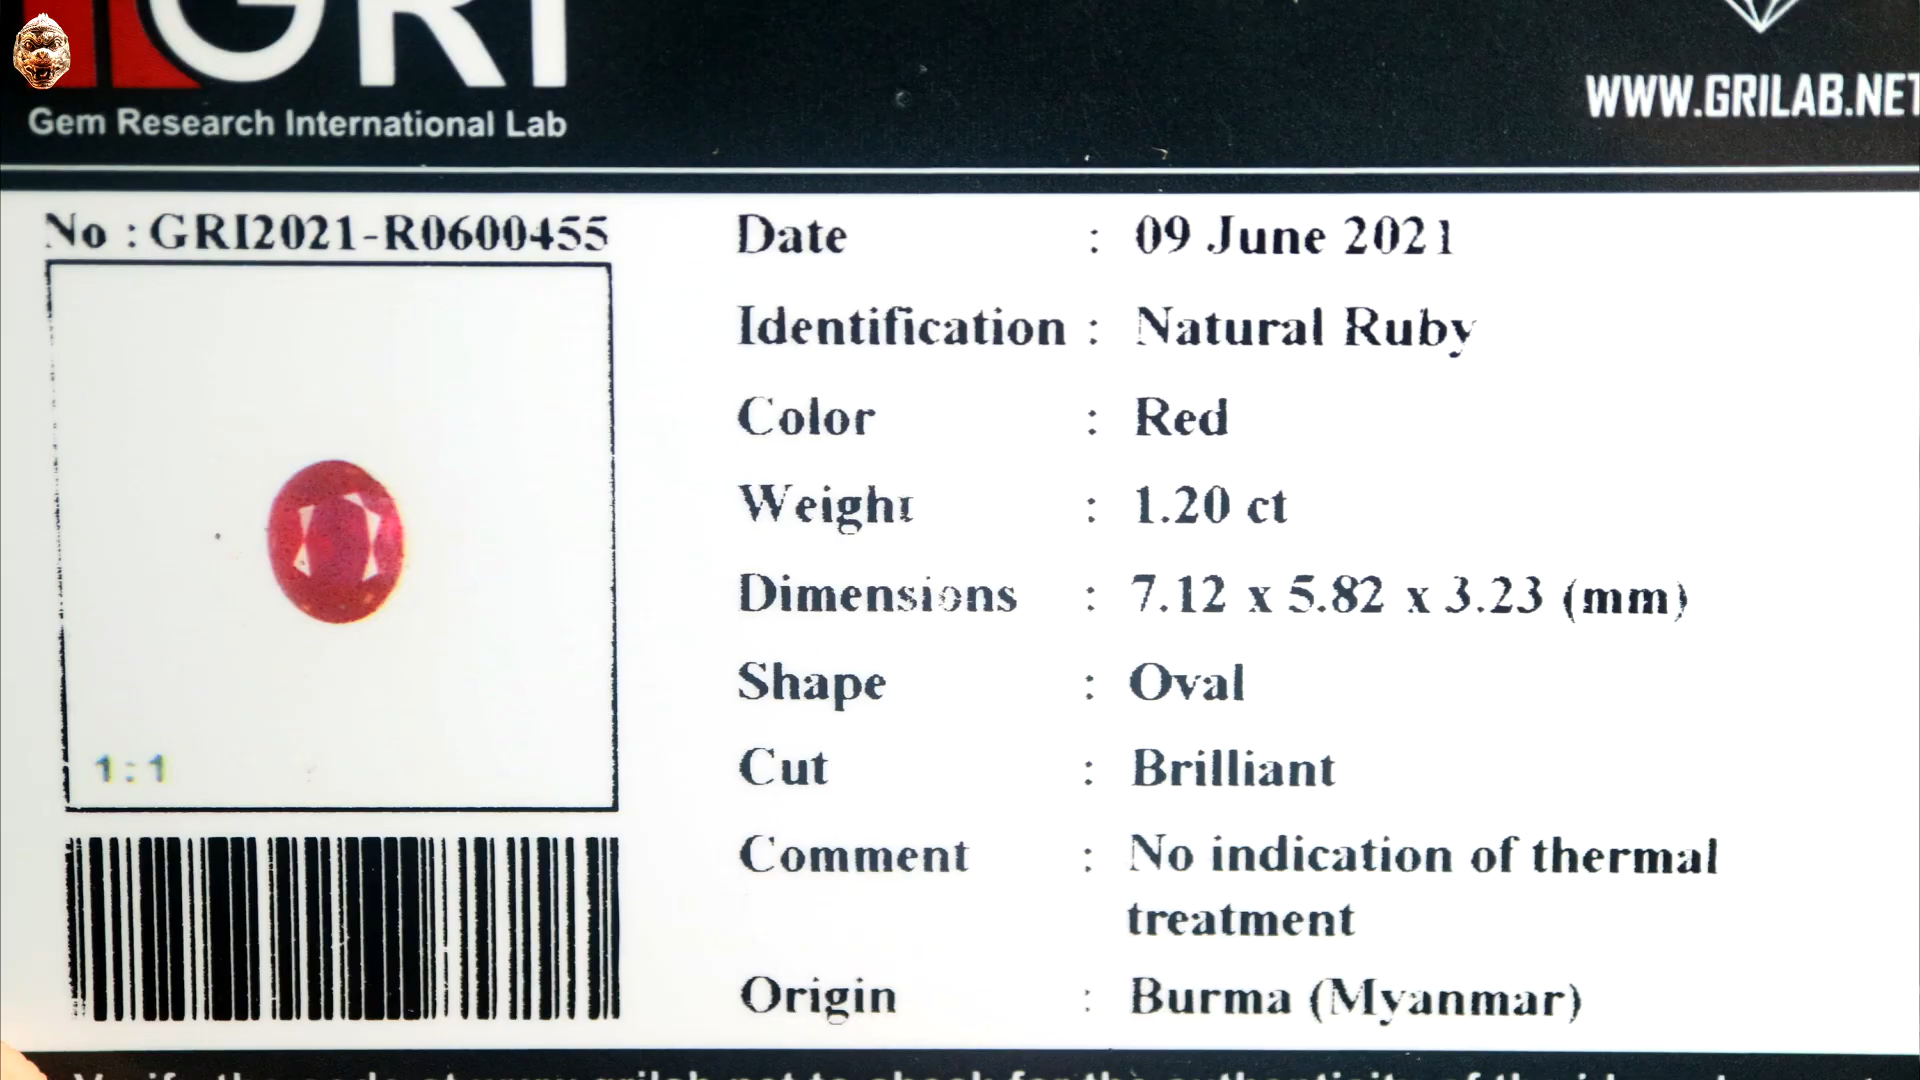 GRI
Gem Research International Lab
WWW.GRILAB.NET
No : GRI2021-R0600455
Date : 09 June 2021
Identification : Natural Ruby
Color : Red
Weight : 1.20 ct
Dimensions : 7.12 x 5.82 x 3.23 (mm)
Shape : Oval
Cut : Brilliant
Comment : No indication of thermal
treatment
Origin : Burma (Myanmar)
1:1